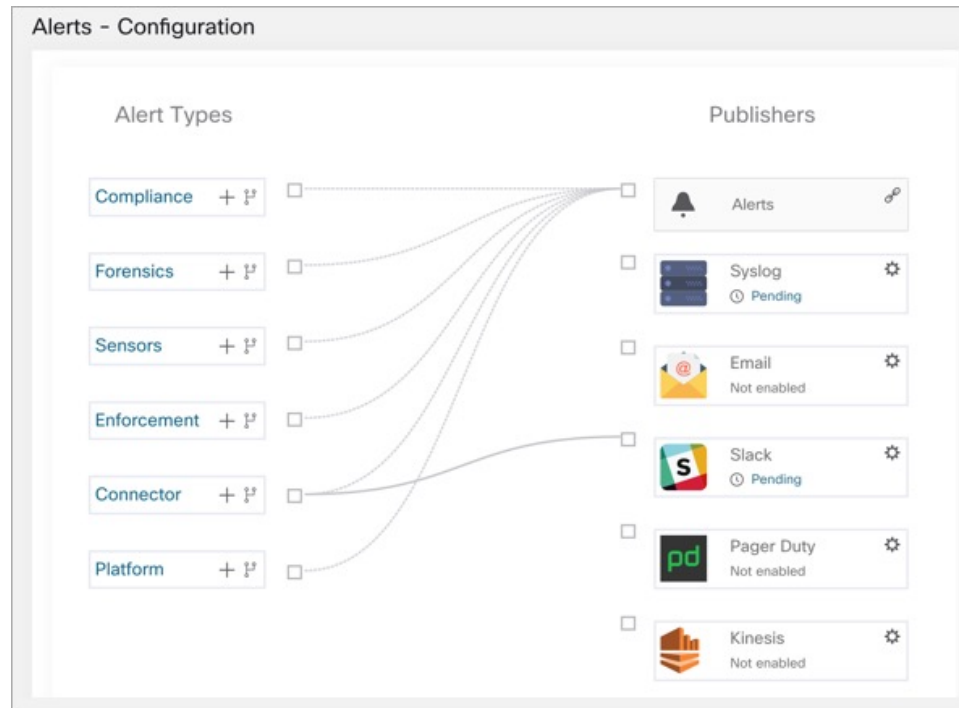 Alerts - Configuration
Alert Types
Publishers
Compliance
Forensics
Sensors
Enforcement
Connector
Platform
Alerts
Syslog
Pending
@
Email
Not enabled
S
Slack
Pending
pd
Pager Duty
Not enabled
Kinesis
Not enabled